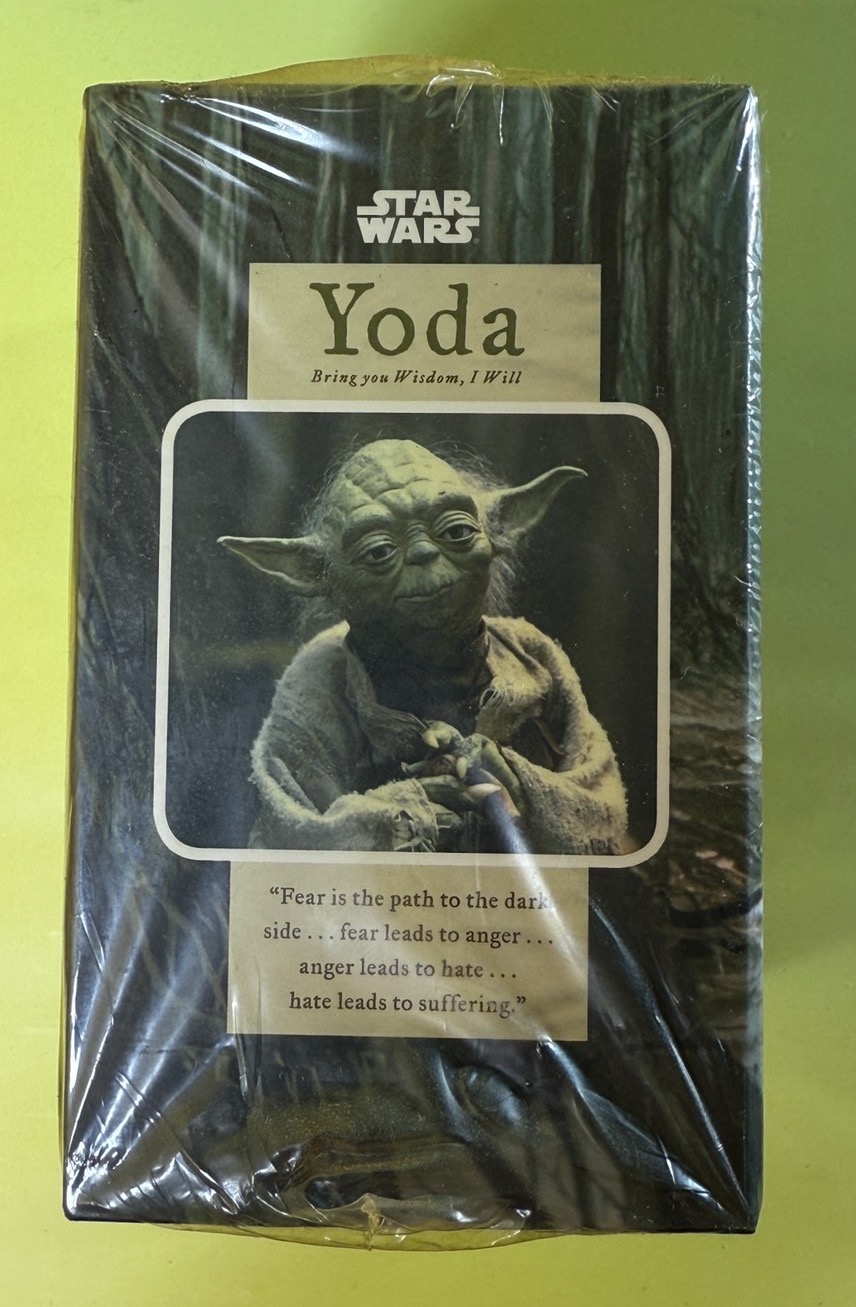 STAR
WARS
Yoda
Bring you Wisdom, I Will
“Fear is the path to the dark
side . . . fear leads to anger . . .
anger leads to hate . . .
hate leads to suffering.”